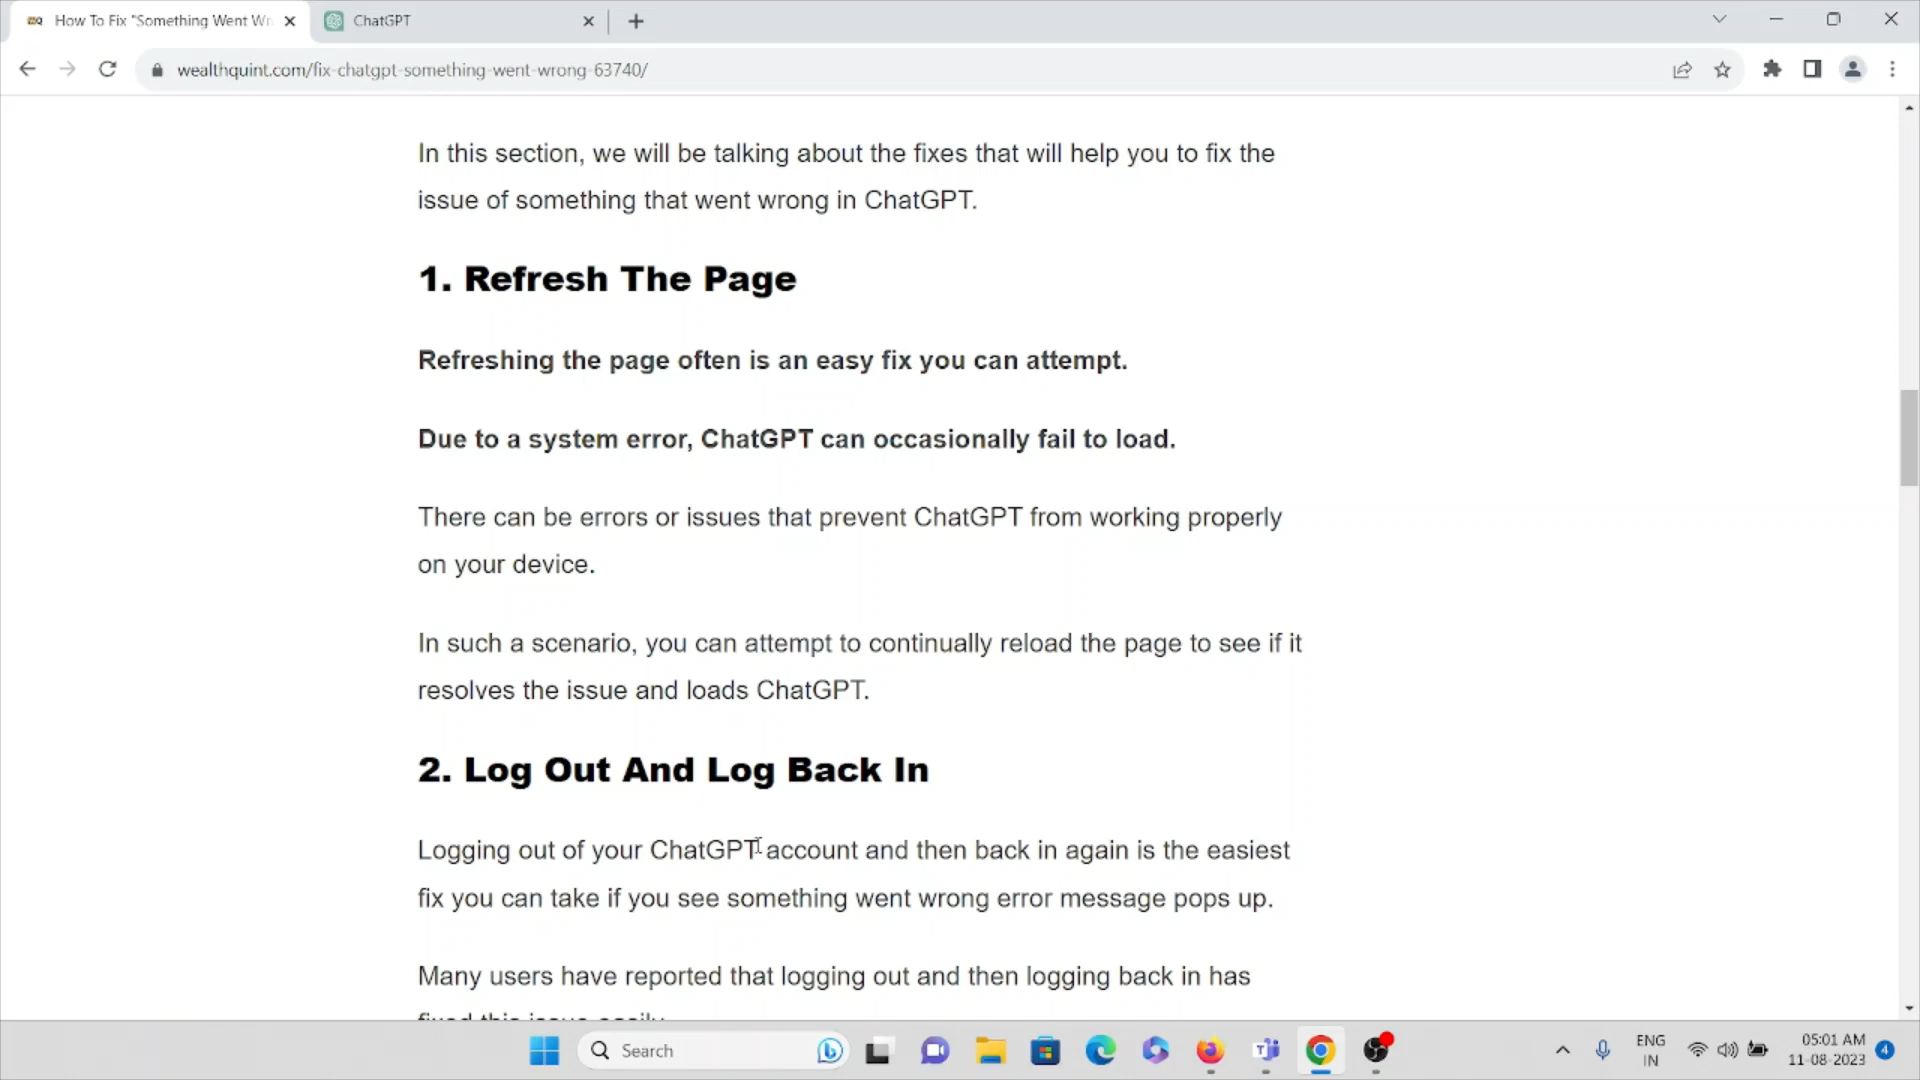 How To Fix "Something Went Wr
ChatGPT
wealthquint.com/fix-chatgpt-something-went-wrong-63740/
In this section, we will be talking about the fixes that will help you to fix the
issue of something that went wrong in ChatGPT.
1. Refresh The Page
Refreshing the page often is an easy fix you can attempt.
Due to a system error, ChatGPT can occasionally fail to load.
There can be errors or issues that prevent ChatGPT from working properly
on your device.
In such a scenario, you can attempt to continually reload the page to see if it
resolves the issue and loads ChatGPT.
2. Log Out And Log Back In
Logging out of your ChatGPT account and then back in again is the easiest
fix you can take if you see something went wrong error message pops up.
Many users have reported that logging out and then logging back in has
fixed this issue easily.
Search
ENG
IN
05:01 AM
11-08-2023
4